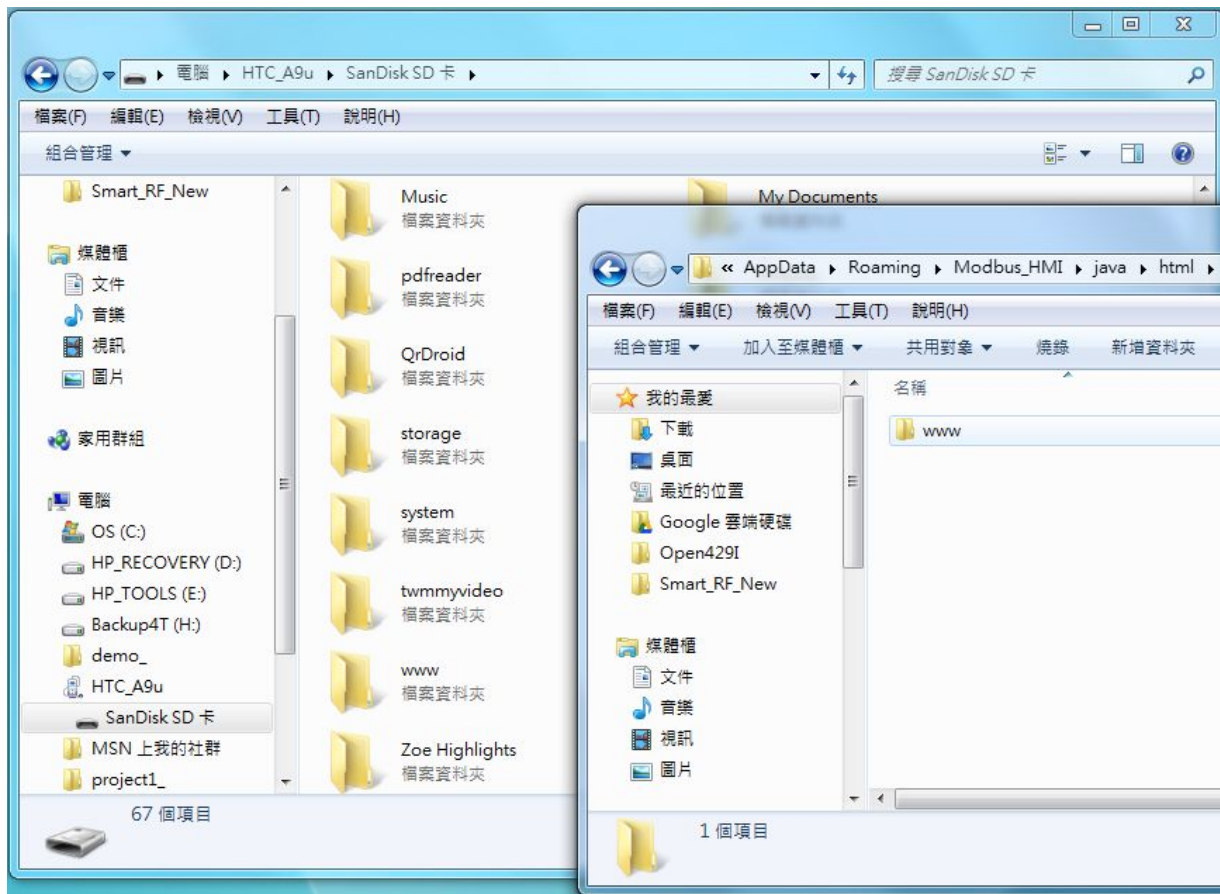 電腦 ▸ HTC_A9u ▸ SanDisk SD 卡 ▸
搜尋 SanDisk SD 卡
檔案(F) 編輯(E) 檢視(V) 工具(T) 說明(H)
組合管理 ▼
Smart_RF_New
媒體櫃
文件
音樂
視訊
圖片
家用群組
電腦
OS (C:)
HP_RECOVERY (D:)
HP_TOOLS (E:)
Backup4T (H:)
demo_
HTC_A9u
SanDisk SD 卡
MSN 上我的社群
project1_
Music
檔案資料夾
pdfreader
檔案資料夾
QrDroid
檔案資料夾
storage
檔案資料夾
system
檔案資料夾
twmmyvideo
檔案資料夾
www
檔案資料夾
Zoe Highlights
檔案資料夾
My Documents
67 個項目
« AppData ▸ Roaming ▸ Modbus_HMI ▸ java ▸ html ▸
檔案(F) 編輯(E) 檢視(V) 工具(T) 說明(H)
組合管理 ▼ 加入至媒體櫃 ▼ 共用對象 ▼ 燒錄 新增資料夾
我的最愛
下載
桌面
最近的位置
Google 雲端硬碟
Open429I
Smart_RF_New
媒體櫃
文件
音樂
視訊
圖片
名稱
www
1 個項目